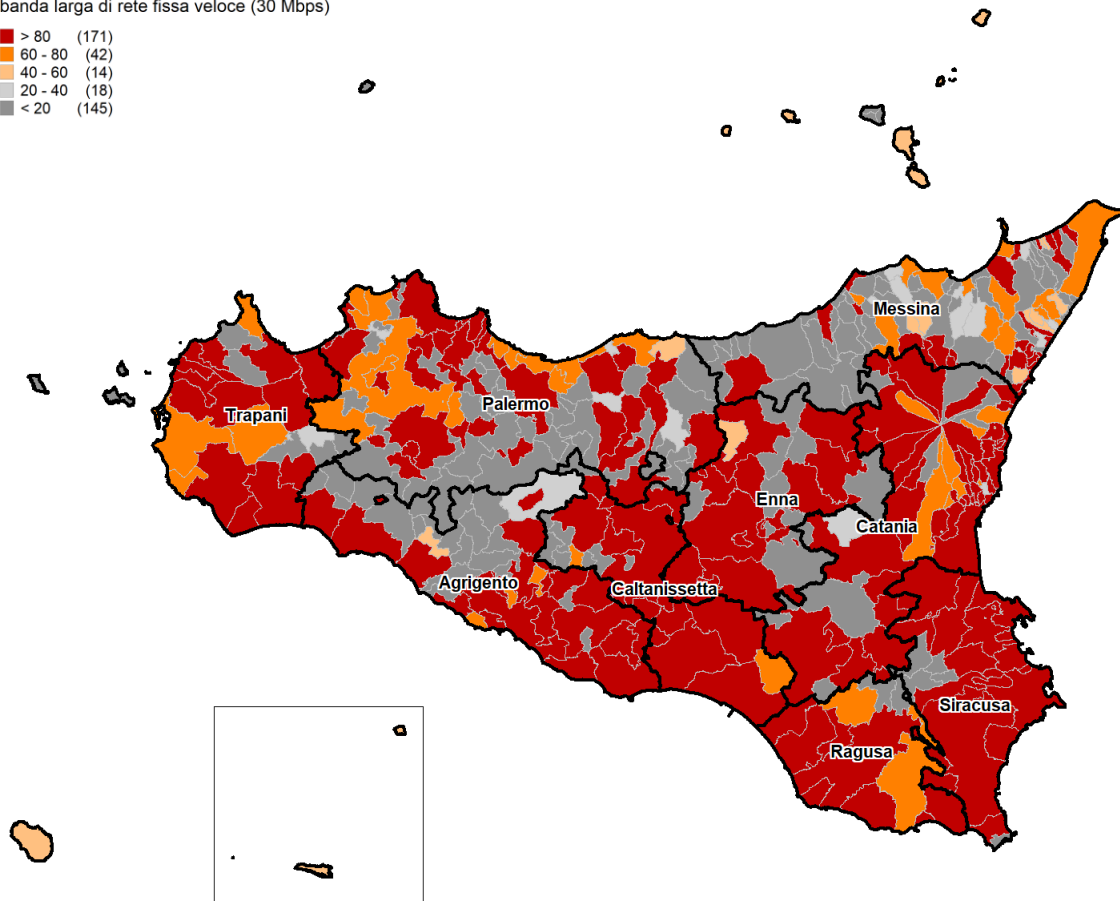 banda larga di rete fissa veloce (30 Mbps)
> 80 (171)
60 - 80 (42)
40 - 60 (14)
20 - 40 (18)
< 20 (145)
Messina
Palermo
Trapani
Enna
Catania
Agrigento
Caltanissetta
Siracusa
Ragusa